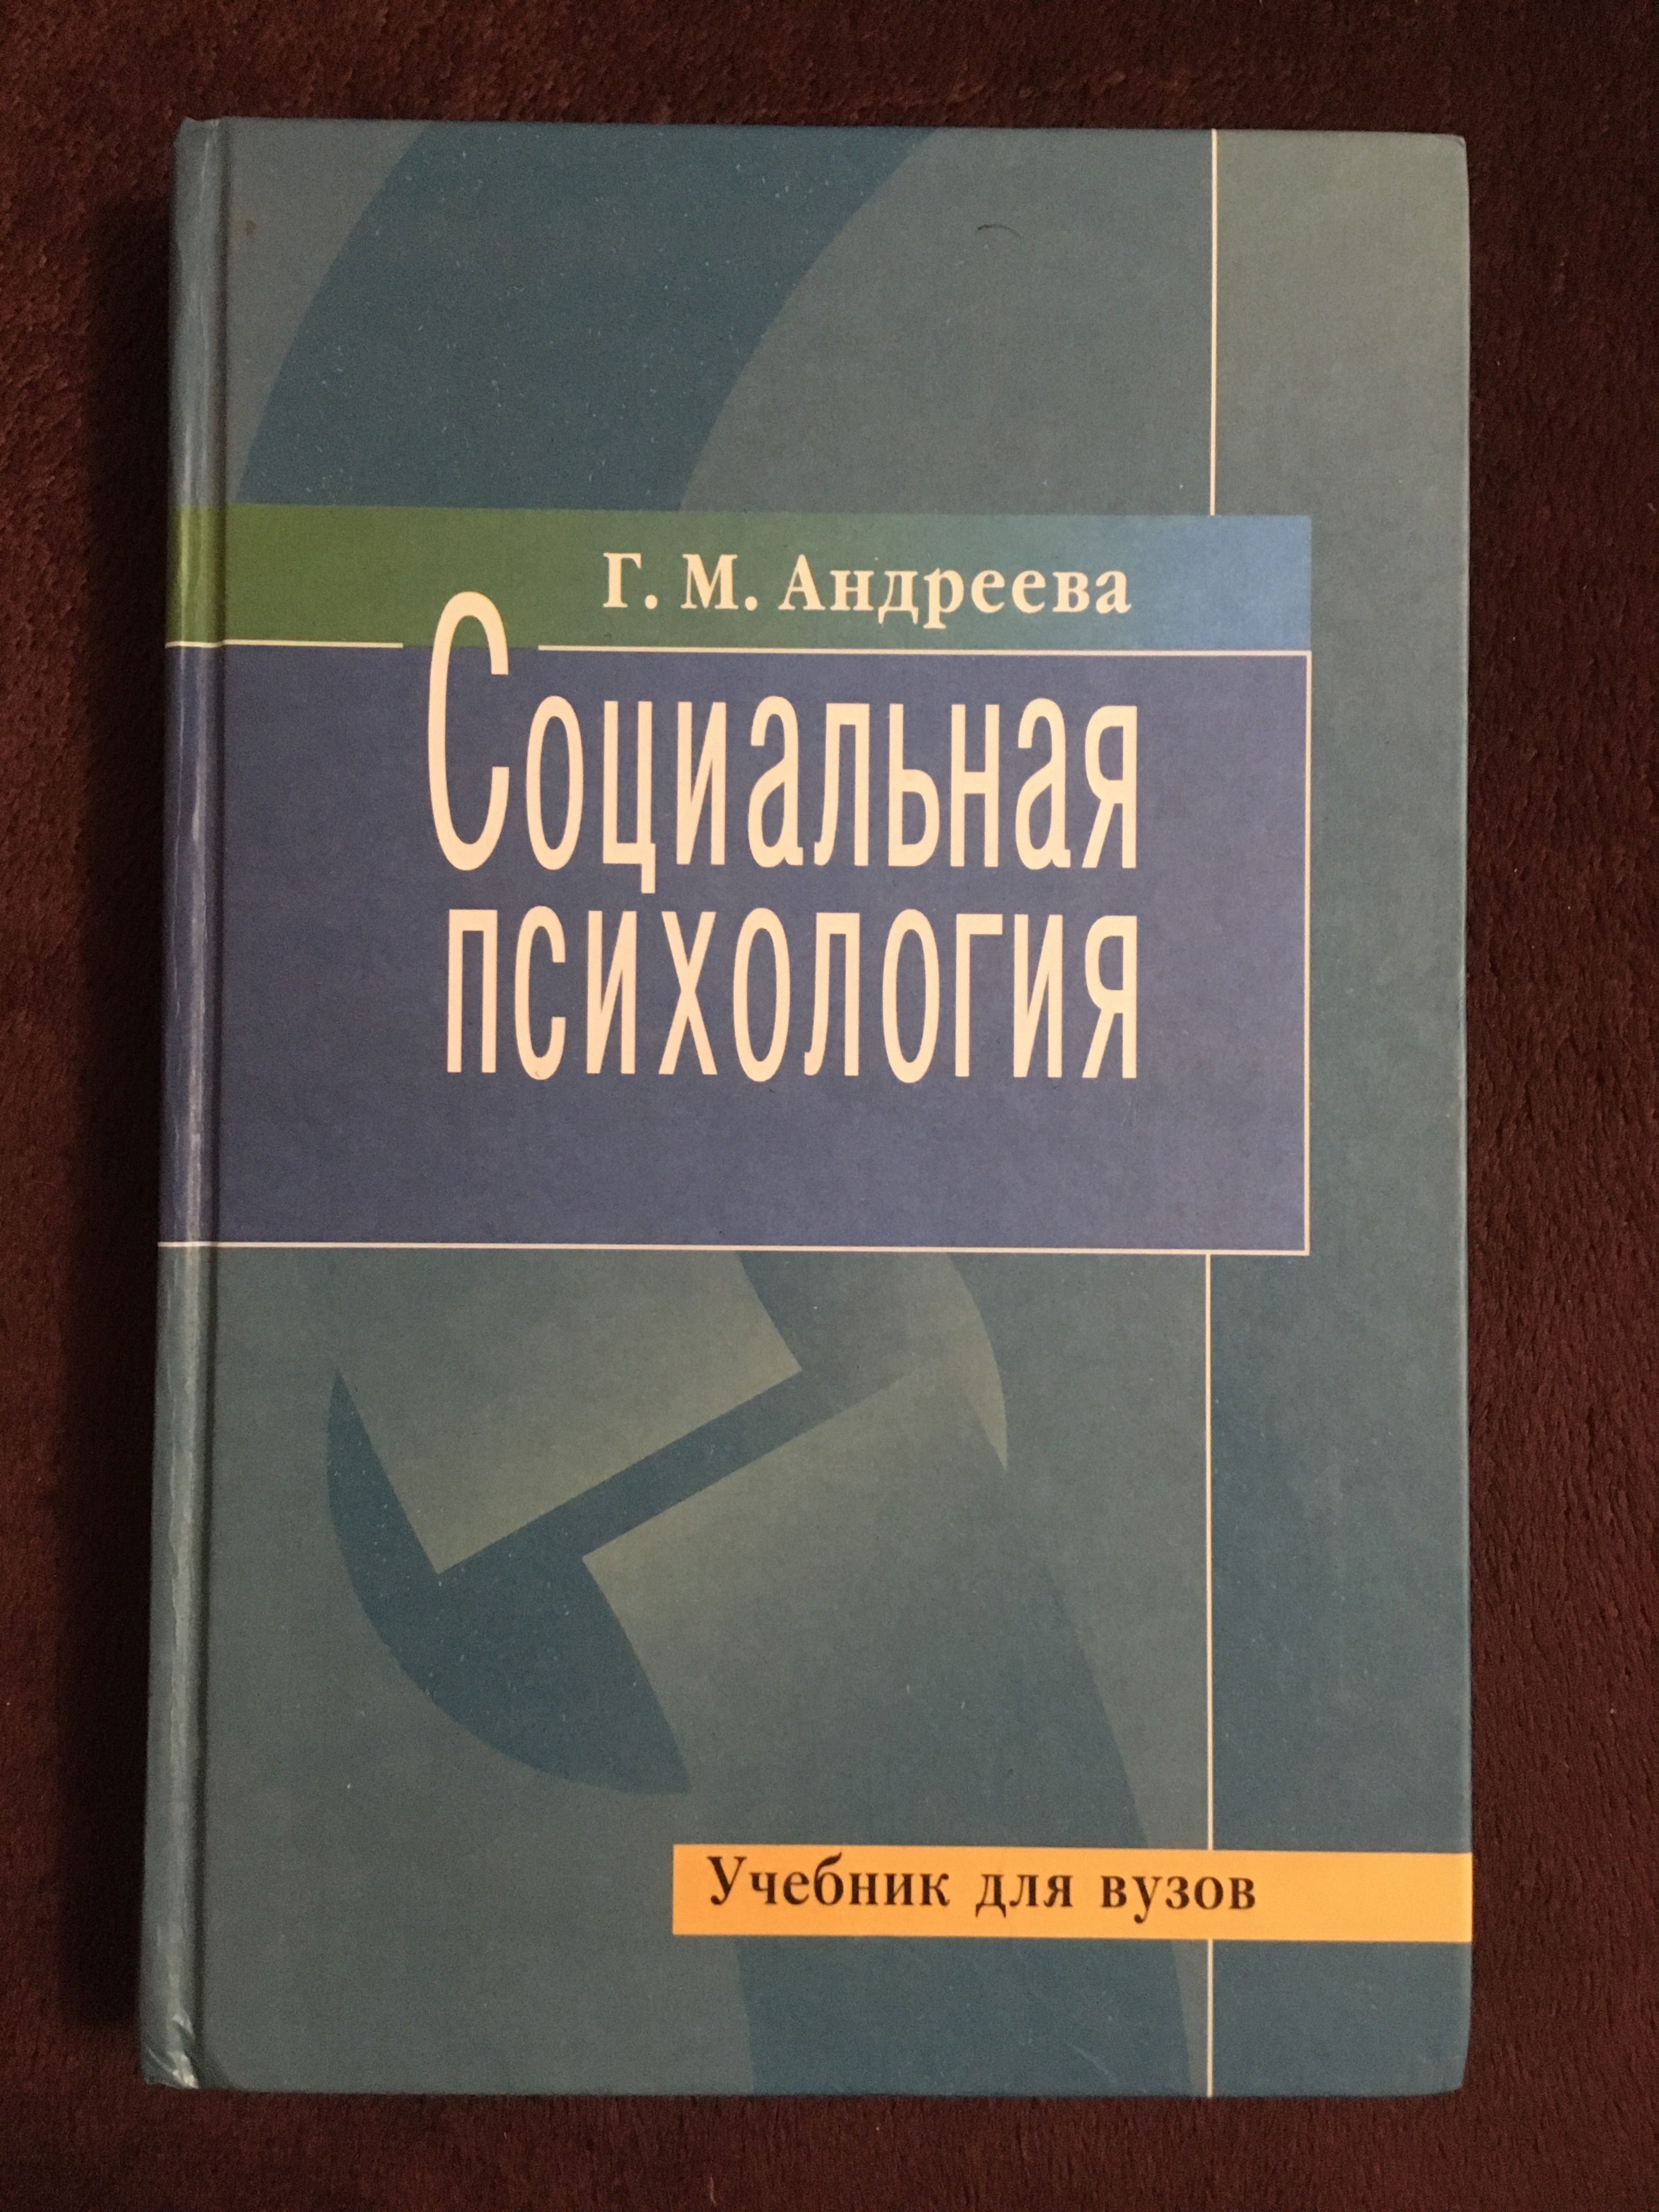 Г. М. Андреева
Социальная
психология
Учебник для вузов